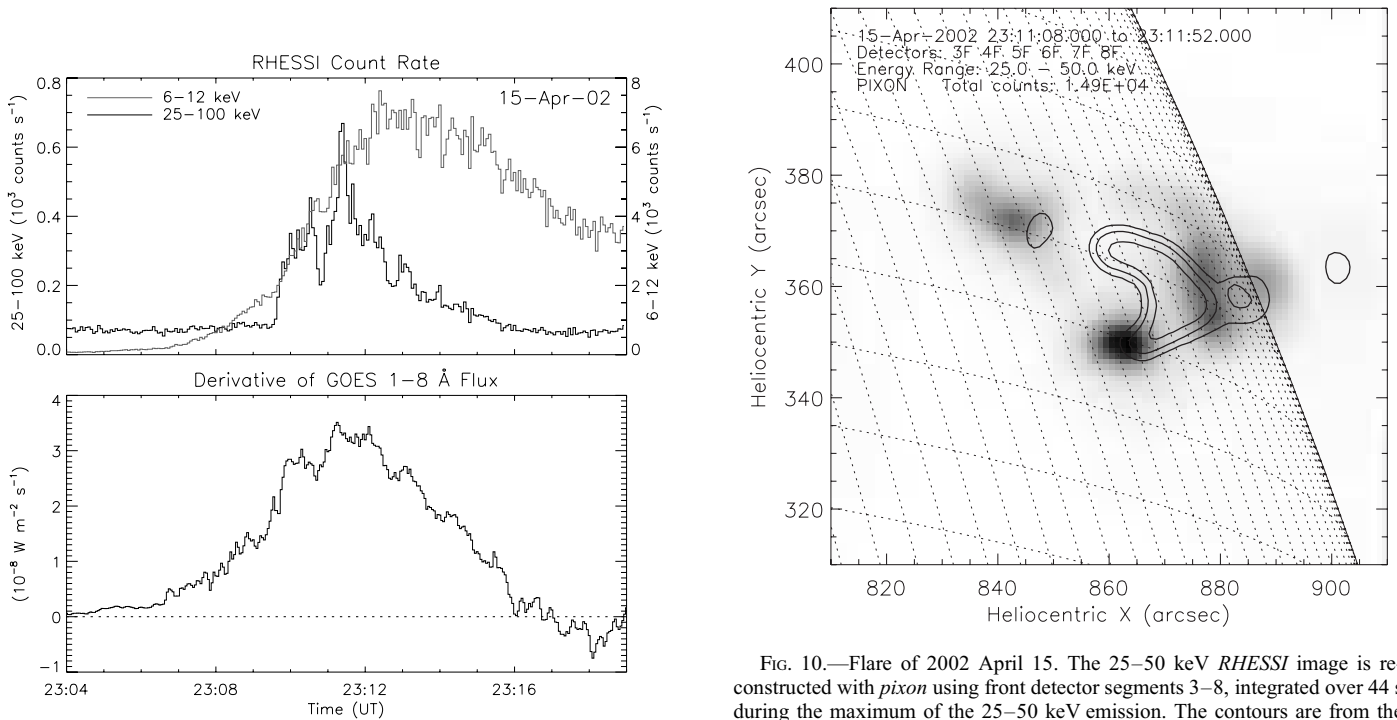 RHESSI Count Rate
6−12 keV
25−100 keV
15-Apr-02
0.8
0.6
0.4
0.2
0.0
25−100 keV (10³ counts s⁻¹)
8
6
4
2
0
6−12 keV (10³ counts s⁻¹)
Derivative of GOES 1−8 Å Flux
4
3
2
1
0
−1
(10⁻⁸ W m⁻² s⁻¹)
23:04 23:08 23:12 23:16
Time (UT)
15-Apr-2002 23:11:08.000 to 23:11:52.000
Detectors: 3F 4F 5F 6F 7F 8F
Energy Range: 25.0 − 50.0 keV
PIXON Total counts: 1.49E+04
400
380
360
340
320
Heliocentric Y (arcsec)
820 840 860 880 900
Heliocentric X (arcsec)
FIG. 10.—Flare of 2002 April 15. The 25–50 keV RHESSI image is re
constructed with pixon using front detector segments 3–8, integrated over 44 s
during the maximum of the 25–50 keV emission. The contours are from the